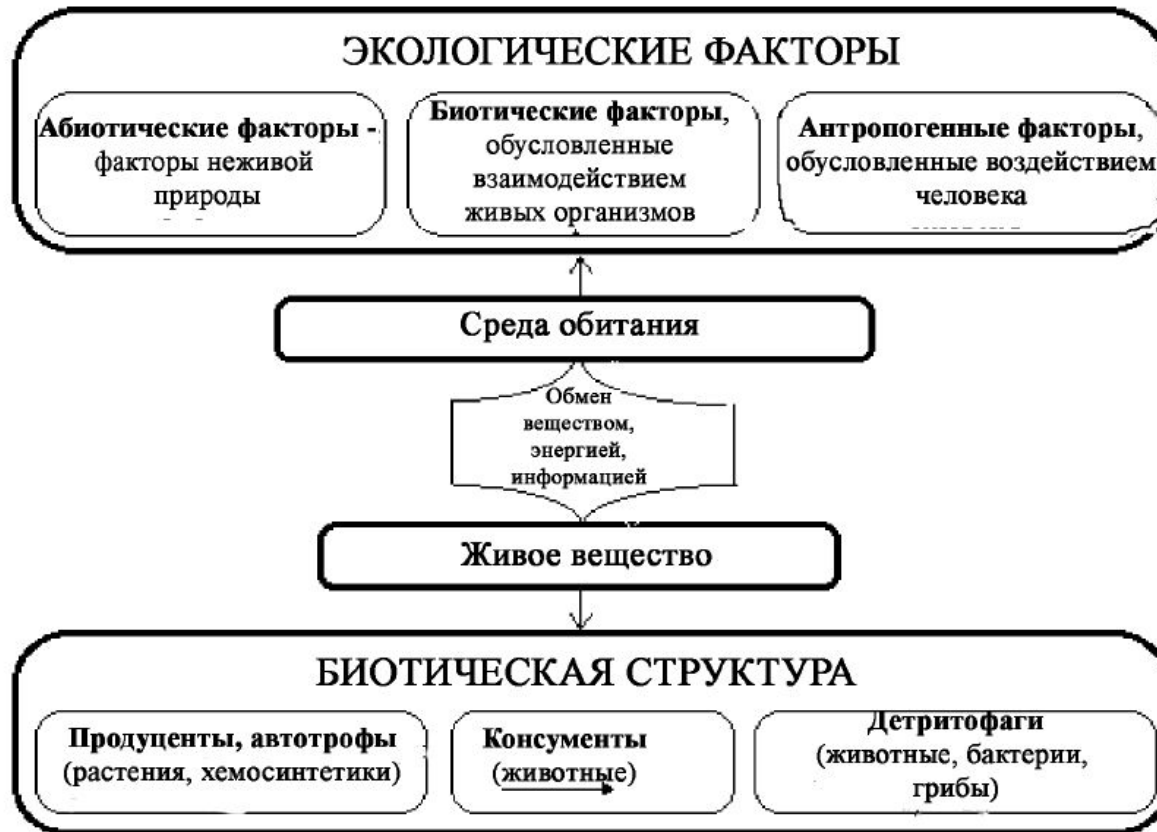 ЭКОЛОГИЧЕСКИЕ ФАКТОРЫ
Абиотические факторы -
факторы неживой
природы
Биотические факторы,
обусловленные
взаимодействием
живых организмов
Антропогенные факторы,
обусловленные воздействием
человека
Среда обитания
Обмен
веществом,
энергией,
информацией
Живое вещество
БИОТИЧЕСКАЯ СТРУКТУРА
Продуценты, автотрофы
(растения, хемосинтетики)
Консументы
(животные)
Детритофаги
(животные, бактерии,
грибы)